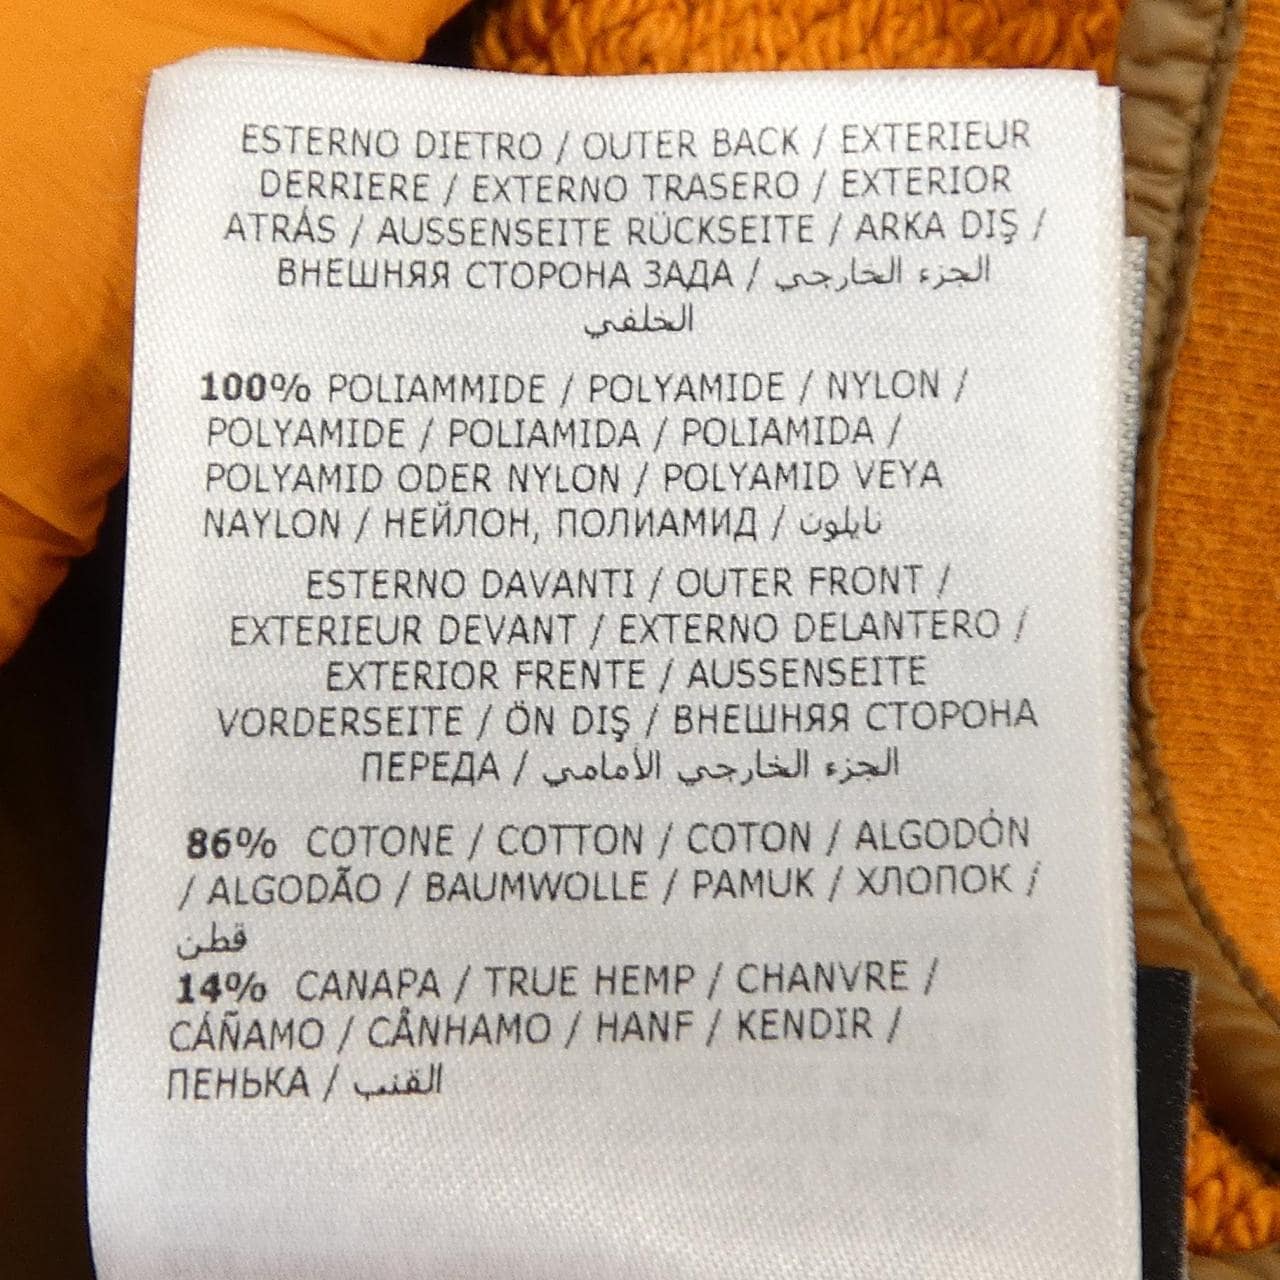 ESTERNO DIETRO / OUTER BACK / EXTERIEUR
DERRIERE / EXTERNO TRASERO / EXTERIOR
ATRÁS / AUSSENSEITE RÜCKSEITE / ARKA DIŞ /
ВНЕШНЯЯ СТОРОНА ЗАДА / الجزء الخارجي
الخلفي
100% POLIAMMIDE / POLYAMIDE / NYLON /
POLYAMIDE / POLIAMIDA / POLIAMIDA /
POLYAMID ODER NYLON / POLYAMID VEYA
NAYLON / НЕЙЛОН, ПОЛИАМИД / نايلون
ESTERNO DAVANTI / OUTER FRONT /
EXTERIEUR DEVANT / EXTERNO DELANTERO /
EXTERIOR FRENTE / AUSSENSEITE
VORDERSEITE / ÖN DIŞ / ВНЕШНЯЯ СТОРОНА
ПЕРЕДА / الجزء الخارجي الأمامي
86% COTONE / COTTON / COTON / ALGODÓN
/ ALGODÃO / BAUMWOLLE / PAMUK / ХЛОПОК /
قطن
14% CANAPA / TRUE HEMP / CHANVRE /
CÁÑAMO / CÂNHAMO / HANF / KENDIR /
ПЕНЬКА / القنب